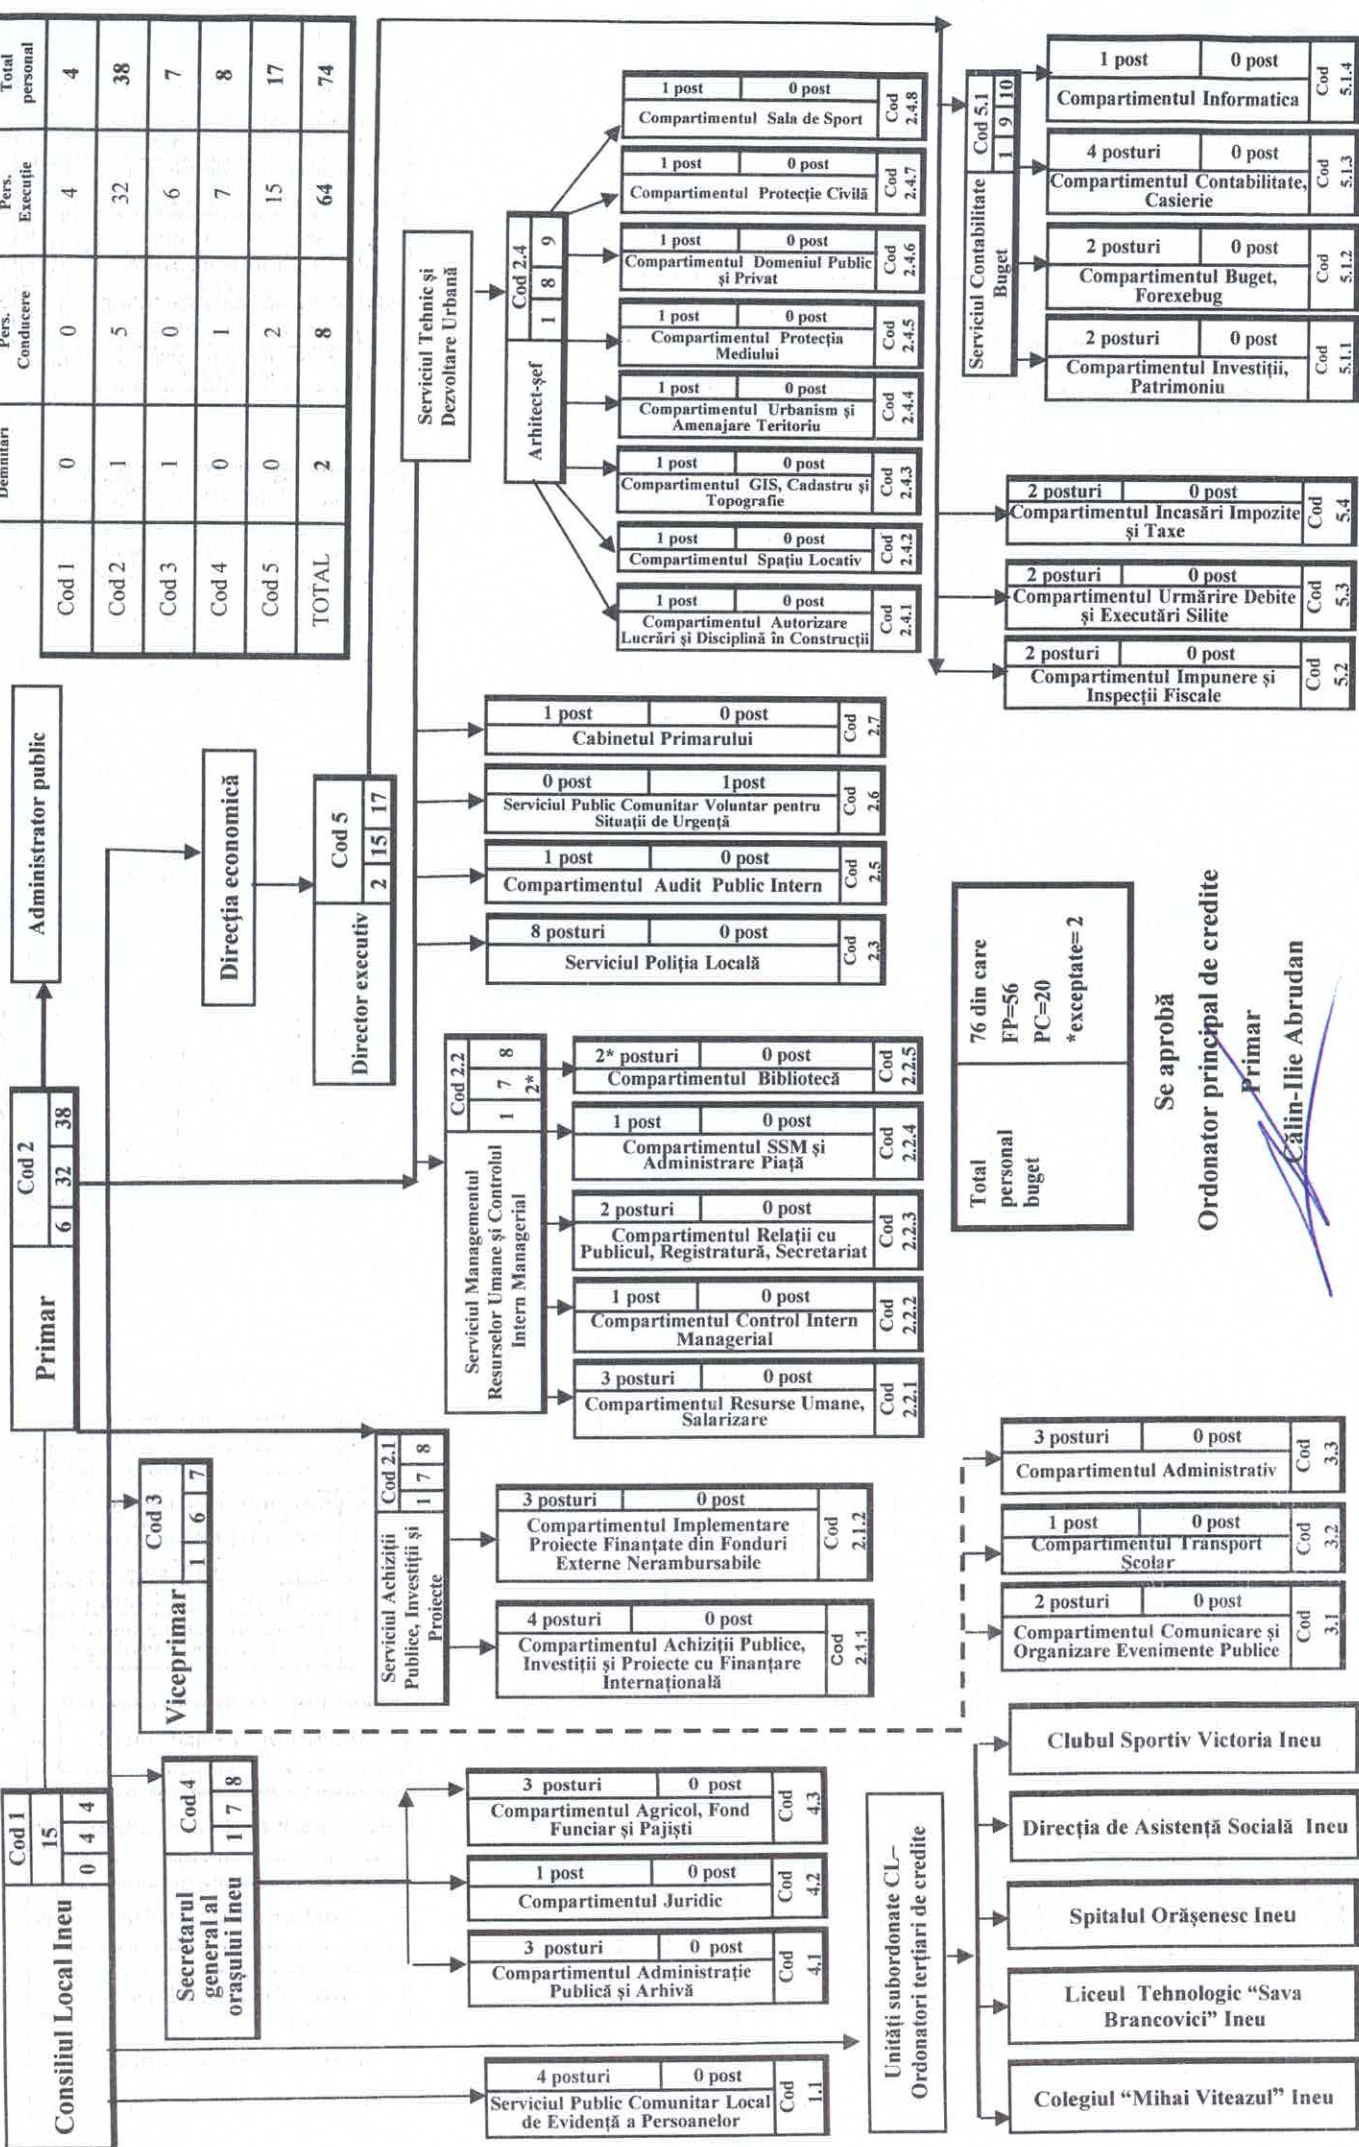 Consiliul Local Ineu
Cod 1
15
0 4 4
Primar
Cod 2
6 32 38
Administrator public
Demnitari
Pers.
Conducere
Pers.
Execuție
Total
personal
Cod 1 0 0 4 4
Cod 2 1 5 32 38
Cod 3 1 0 6 7
Cod 4 0 1 7 8
Cod 5 0 2 15 17
TOTAL 2 8 64 74
Secretarul
general al
orașului Ineu
Cod 4
1 7 8
Viceprimar
Cod 3
1 6 7
Direcția economică
Director executiv
Cod 5
2 15 17
Serviciul Achiziții
Publice, Investiții și
Proiecte
Cod 2.1
1 7 8
Serviciul Managementul
Resurselor Umane și Controlul
Intern Managerial
Cod 2.2
1 7 8
2*
Serviciul Tehnic și
Dezvoltare Urbană
Arhitect-șef
Cod 2.4
1 8 9
4 posturi 0 post
Serviciul Public Comunitar Local
de Evidență a Persoanelor
Cod
1.1
3 posturi 0 post
Compartimentul Administrație
Publică și Arhivă
Cod
4.1
1 post 0 post
Compartimentul Juridic
Cod
4.2
3 posturi 0 post
Compartimentul Agricol, Fond
Funciar și Pajiști
Cod
4.3
4 posturi 0 post
Compartimentul Achiziții Publice,
Investiții și Proiecte cu Finanțare
Internațională
Cod
2.1.1
3 posturi 0 post
Compartimentul Implementare
Proiecte Finanțate din Fonduri
Externe Nerambursabile
Cod
2.1.2
3 posturi 0 post
Compartimentul Resurse Umane,
Salarizare
Cod
2.2.1
1 post 0 post
Compartimentul Control Intern
Managerial
Cod
2.2.2
2 posturi 0 post
Compartimentul Relații cu
Publicul, Registratură, Secretariat
Cod
2.2.3
1 post 0 post
Compartimentul SSM și
Administrare Piață
Cod
2.2.4
2* posturi 0 post
Compartimentul Bibliotecă
Cod
2.2.5
8 posturi 0 post
Serviciul Poliția Locală
Cod
2.3
1 post 0 post
Compartimentul Audit Public Intern
Cod
2.5
0 post 1post
Serviciul Public Comunitar Voluntar pentru
Situații de Urgență
Cod
2.6
1 post 0 post
Cabinetul Primarului
Cod
2.7
1 post 0 post
Compartimentul Autorizare
Lucrări și Disciplină în Construcții
Cod
2.4.1
1 post 0 post
Compartimentul Spațiu Locativ
Cod
2.4.2
1 post 0 post
Compartimentul GIS, Cadastru și
Topografie
Cod
2.4.3
1 post 0 post
Compartimentul Urbanism și
Amenajare Teritoriu
Cod
2.4.4
1 post 0 post
Compartimentul Protecția
Mediului
Cod
2.4.5
1 post 0 post
Compartimentul Domeniul Public
și Privat
Cod
2.4.6
1 post 0 post
Compartimentul Protecție Civilă
Cod
2.4.7
1 post 0 post
Compartimentul Sala de Sport
Cod
2.4.8
Unități subordonate CL–
Ordonatori terțiari de credite
Colegiul “Mihai Viteazul” Ineu
Liceul Tehnologic “Sava
Brancovici” Ineu
Spitalul Orășenesc Ineu
Direcția de Asistență Socială Ineu
Clubul Sportiv Victoria Ineu
2 posturi 0 post
Compartimentul Comunicare și
Organizare Evenimente Publice
Cod
3.1
1 post 0 post
Compartimentul Transport
Școlar
Cod
3.2
3 posturi 0 post
Compartimentul Administrativ
Cod
3.3
Total
personal
buget
76 din care
FP=56
PC=20
*exceptate= 2
Se aprobă
Ordonator principal de credite
Primar
Călin-Ilie Abrudan
2 posturi 0 post
Compartimentul Impunere și
Inspecții Fiscale
Cod
5.2
2 posturi 0 post
Compartimentul Urmărire Debite
și Executări Silite
Cod
5.3
2 posturi 0 post
Compartimentul Incasări Impozite
și Taxe
Cod
5.4
Serviciul Contabilitate
Buget
Cod 5.1
1 9 10
2 posturi 0 post
Compartimentul Investiții,
Patrimoniu
Cod
5.1.1
2 posturi 0 post
Compartimentul Buget,
Forexebug
Cod
5.1.2
4 posturi 0 post
Compartimentul Contabilitate,
Casierie
Cod
5.1.3
1 post 0 post
Compartimentul Informatica
Cod
5.1.4